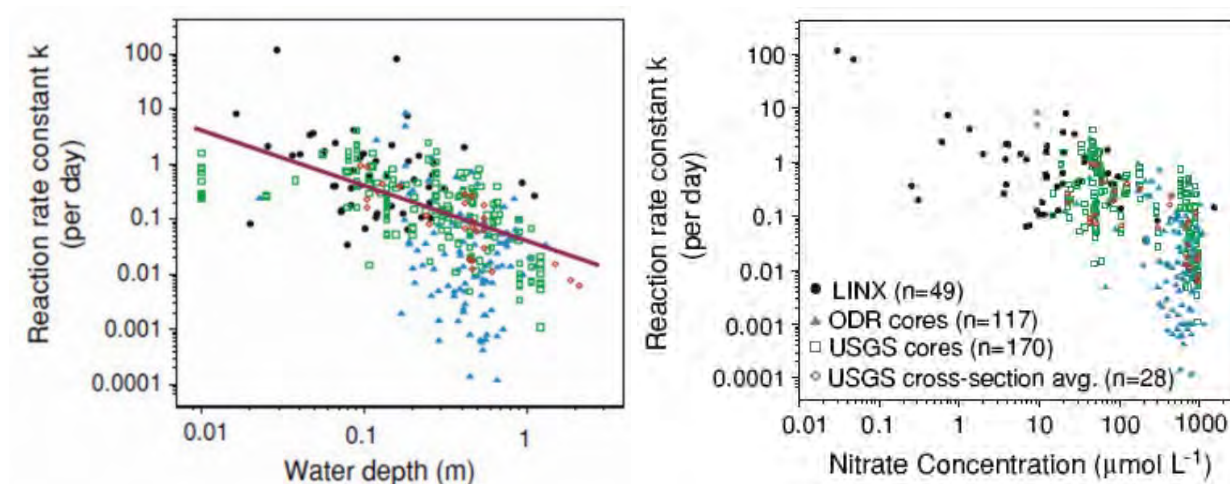 Reaction rate constant k
(per day)
100
10
1
0.1
0.01
0.001
0.0001
0.01
0.1
1
Water depth (m)
Reaction rate constant k
(per day)
100
10
1
0.1
0.01
0.001
0.0001
LINX (n=49)
ODR cores (n=117)
USGS cores (n=170)
USGS cross-section avg. (n=28)
0.01
0.1
1
10
100
1000
Nitrate Concentration (μmol L⁻¹)